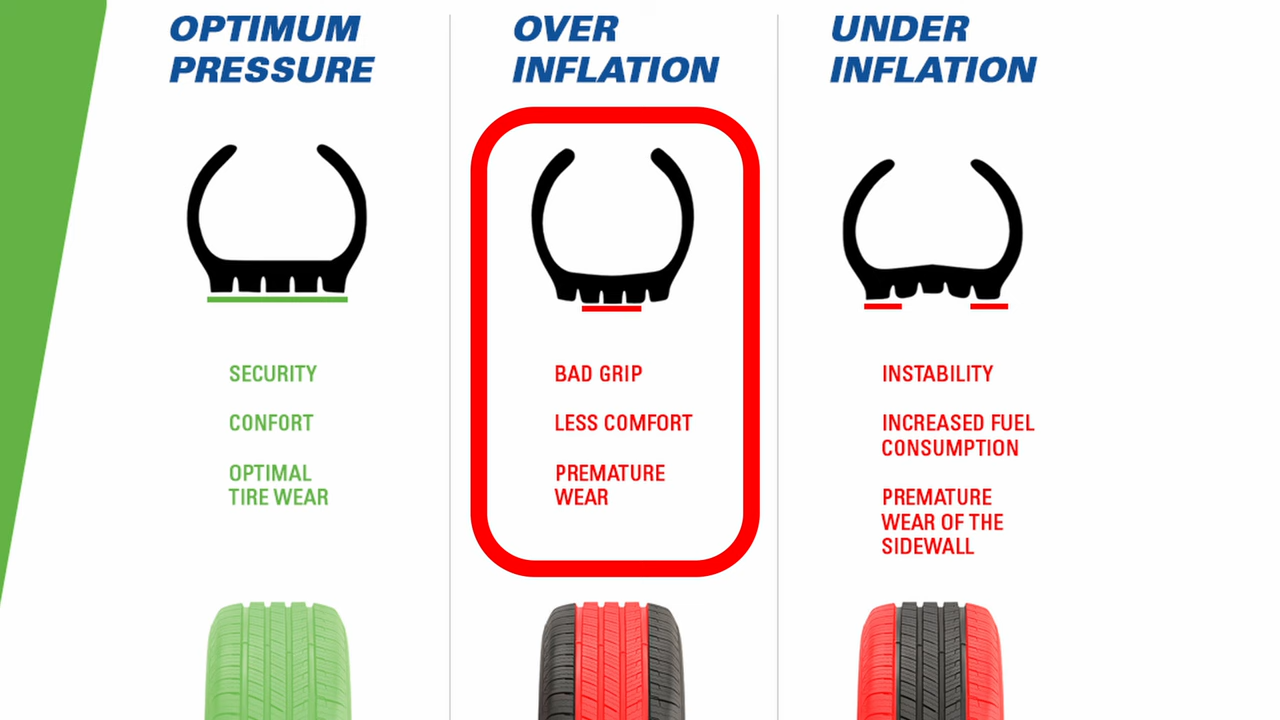 OPTIMUM
PRESSURE
SECURITY
CONFORT
OPTIMAL
TIRE WEAR
OVER
INFLATION
BAD GRIP
LESS COMFORT
PREMATURE
WEAR
UNDER
INFLATION
INSTABILITY
INCREASED FUEL
CONSUMPTION
PREMATURE
WEAR OF THE
SIDEWALL